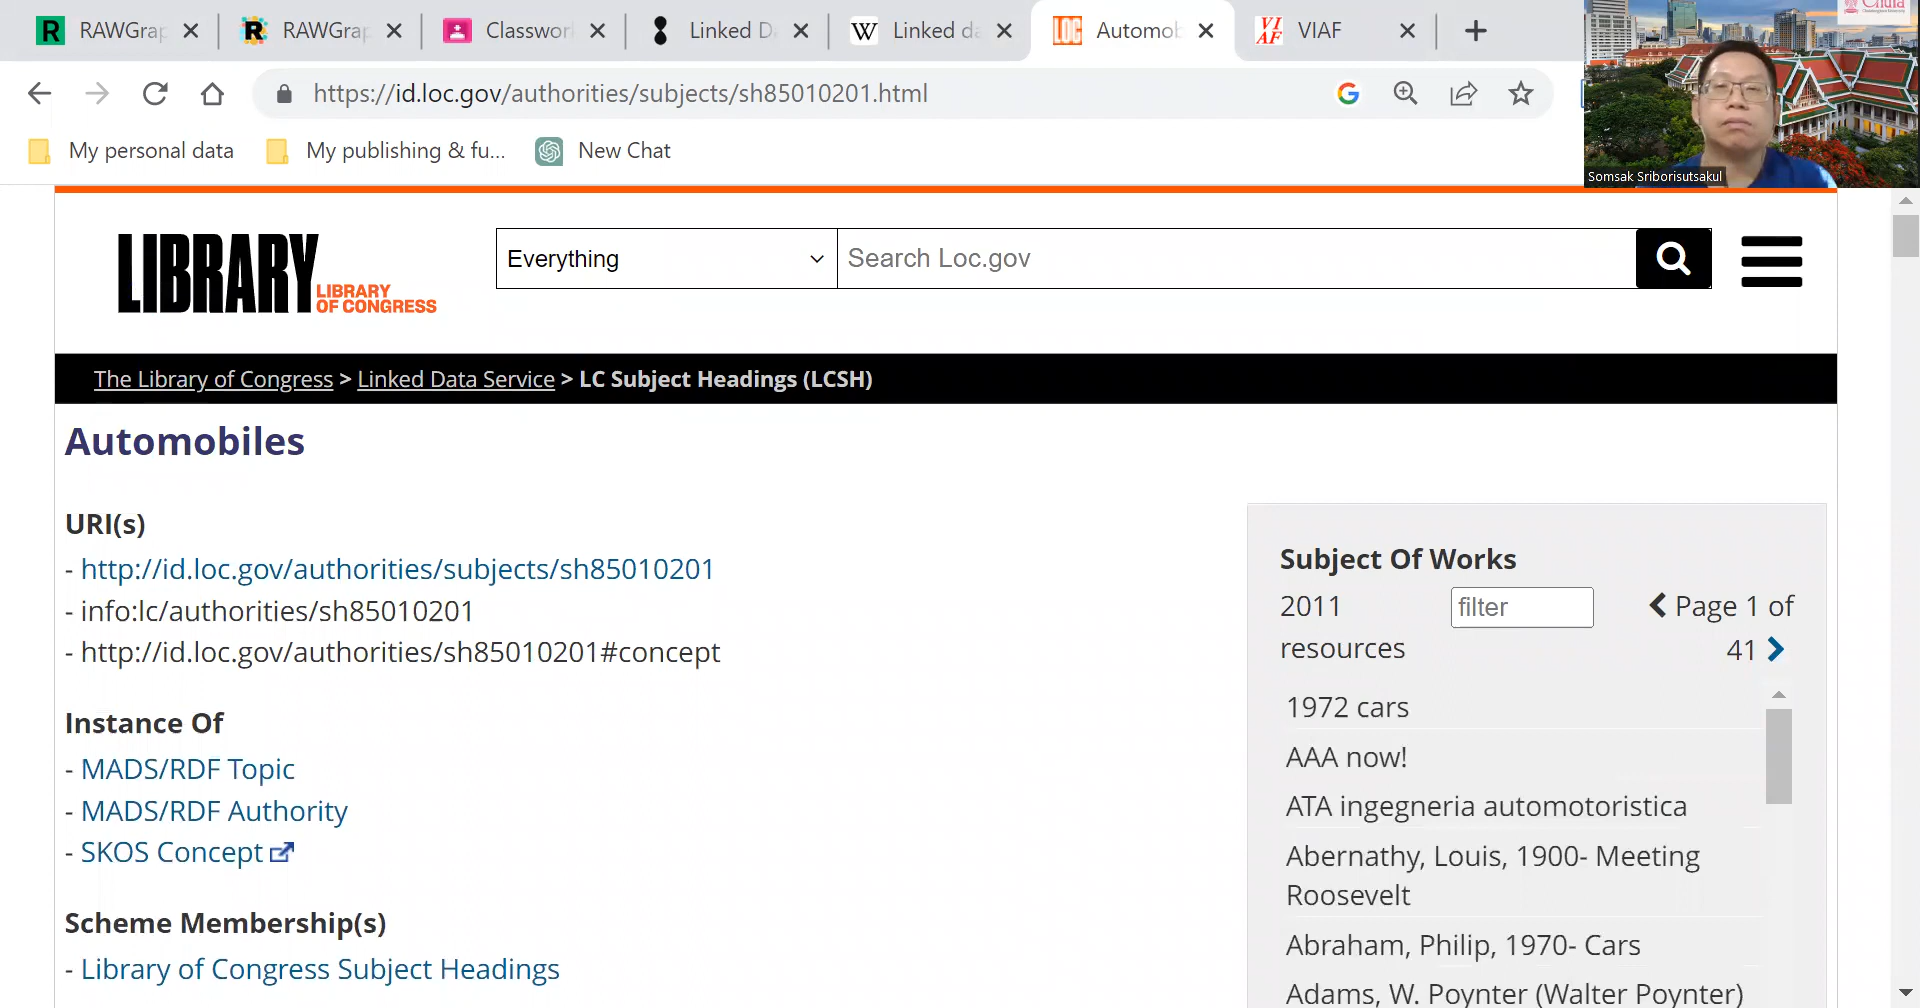 RAWGrap
RAWGrap
Classwor
Linked D
Linked da
Automob
VIAF
https://id.loc.gov/authorities/subjects/sh85010201.html
My personal data
My publishing & fu...
New Chat
Chula
Somsak Sriborisutsakul
LIBRARY
LIBRARY
OF CONGRESS
Everything
Search Loc.gov
The Library of Congress > Linked Data Service > LC Subject Headings (LCSH)
Automobiles
URI(s)
- http://id.loc.gov/authorities/subjects/sh85010201
- info:lc/authorities/sh85010201
- http://id.loc.gov/authorities/sh85010201#concept
Instance Of
- MADS/RDF Topic
- MADS/RDF Authority
- SKOS Concept
Scheme Membership(s)
- Library of Congress Subject Headings
Subject Of Works
2011 resources
filter
Page 1 of
41
1972 cars
AAA now!
ATA ingegneria automotoristica
Abernathy, Louis, 1900- Meeting
Roosevelt
Abraham, Philip, 1970- Cars
Adams, W. Poynter (Walter Poynter)